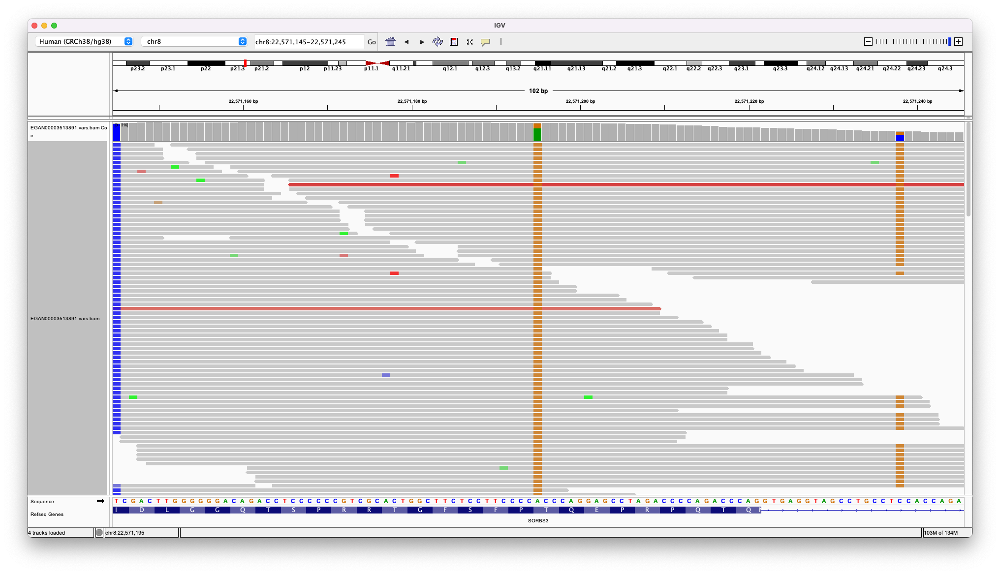 IGV
Human (GRCh38/hg38) chr8 chr8:22,571,145-22,571,245 Go
p23.2 p23.1 p22 p21.3 p21.2 p12 p11.23 p11.1 q11.21 q12.1 q12.3 q13.2 q21.11 q21.13 q21.2 q21.3 q22.1 q22.2 q22.3 q23.1 q23.3 q24.12 q24.13 q24.21 q24.22 q24.23 q24.3
102 bp
22,571,160 bp 22,571,180 bp 22,571,200 bp 22,571,220 bp 22,571,240 bp
EGAN00003513891.vars.bam Co
e
316]
EGAN00003513891.vars.bam
Sequence T C G A C T T G G G G G G A C A G A C C T C C C C C C G T C G C A C T G G C T T C T C C T T C C C C A C C C A G G A G C C T A G A C C C C A G A C C C A G G T G A G G T A G C C T G C C T C C A C C A G A
Refseq Genes I D L G G Q T S P R R T G F S F P T Q E P R P Q T Q
SORBS3
4 tracks loaded chr8:22,571,195 103M of 134M